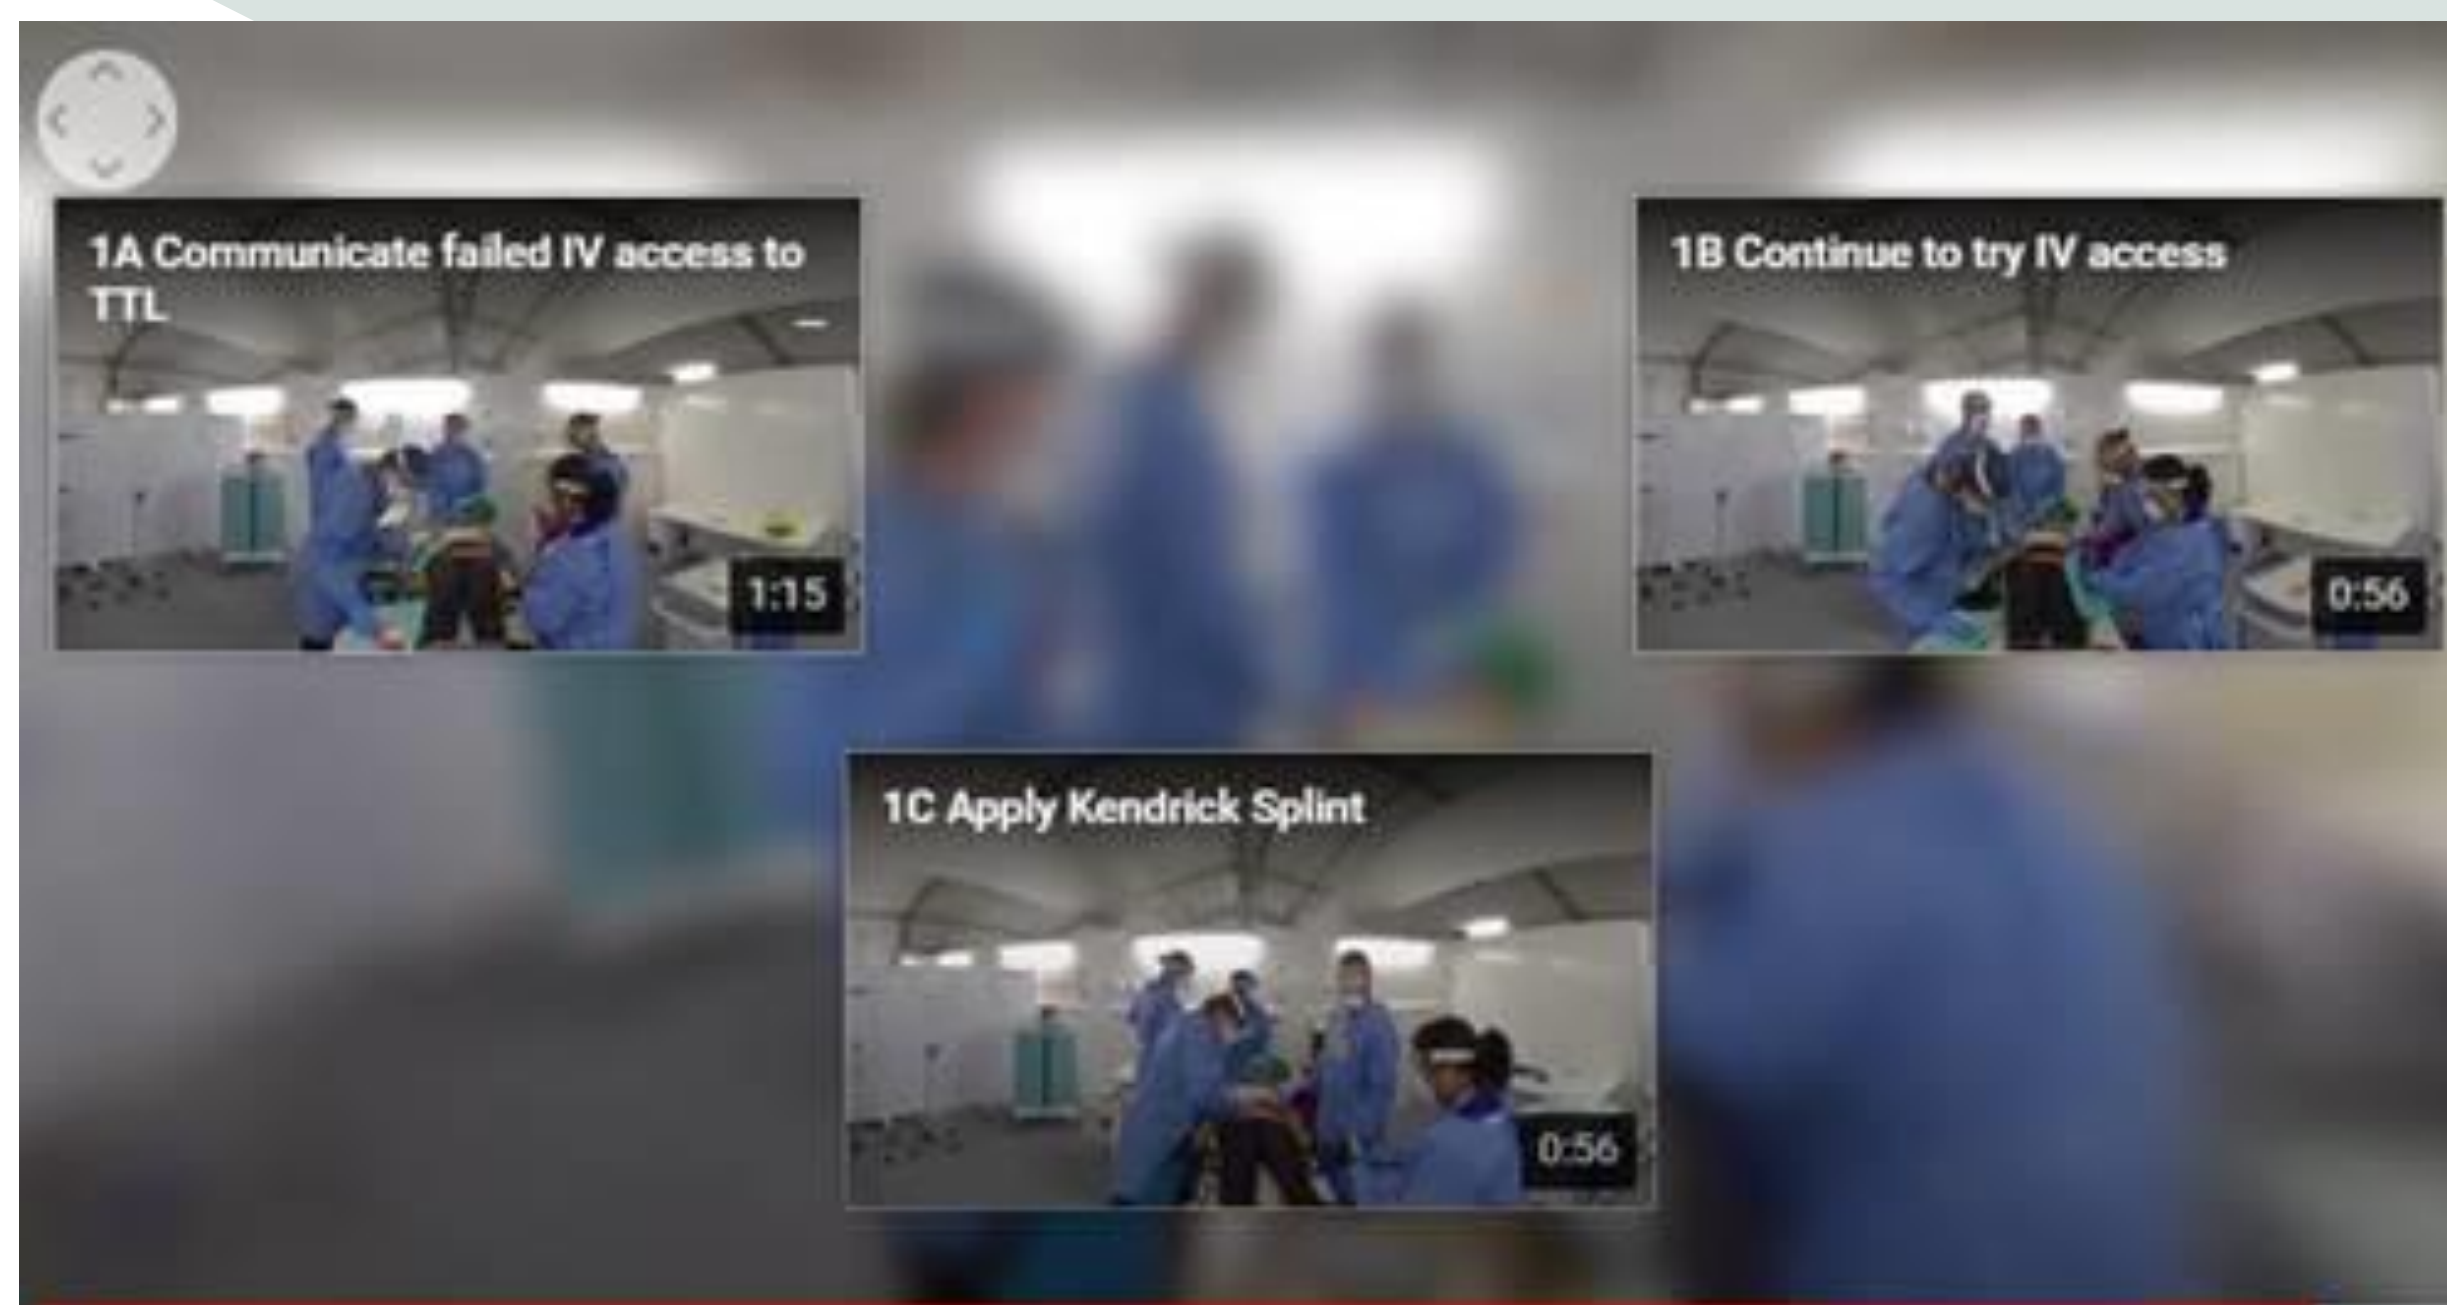 1A Communicate failed IV access to
TTL
1:15
1B Continue to try IV access
0:56
1C Apply Kendrick Splint
0:56